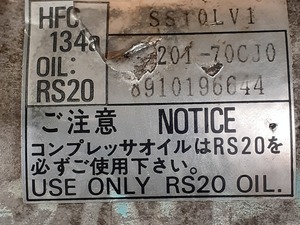 HFC
134a
OIL:
RS20
SS10LV1
201-70CJ0
8910196644
ご注意 NOTICE
コンプレッサオイルはRS20を
必ずご使用下さい。
USE ONLY RS20 OIL.